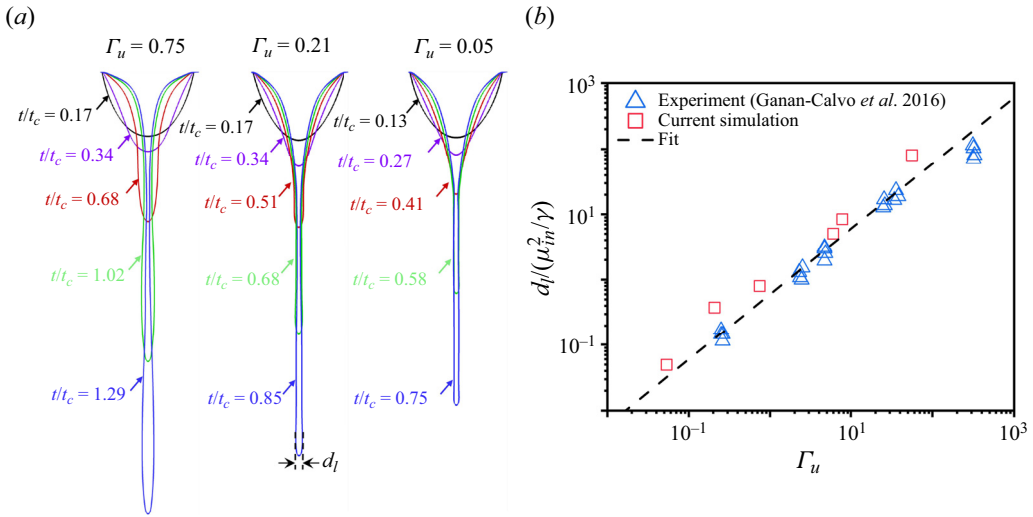 (a)
Γu = 0.75
Γu = 0.21
Γu = 0.05
t/tc = 0.17
t/tc = 0.34
t/tc = 0.68
t/tc = 1.02
t/tc = 1.29
t/tc = 0.17
t/tc = 0.34
t/tc = 0.51
t/tc = 0.68
t/tc = 0.85
dl
t/tc = 0.13
t/tc = 0.27
t/tc = 0.41
t/tc = 0.58
t/tc = 0.75
(b)
Experiment (Ganan-Calvo et al. 2016)
Current simulation
Fit
dl/(μ²in/γ)
10³
10¹
10⁻¹
10⁻¹
10¹
10³
Γu